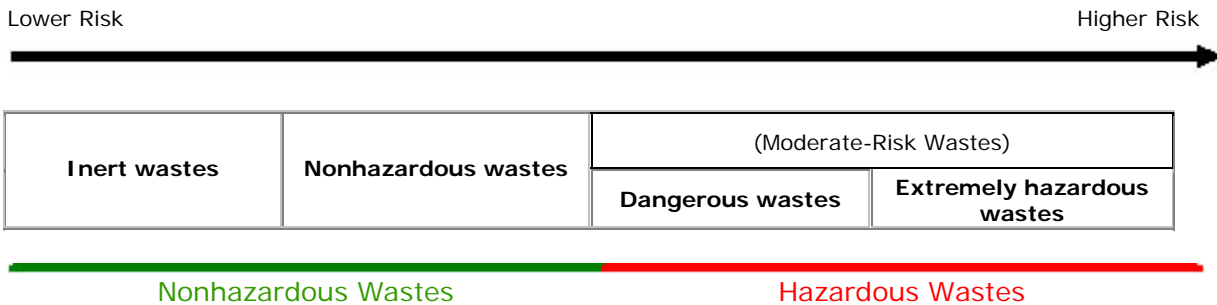 Lower Risk
Higher Risk
(Moderate-Risk Wastes)
Inert wastes
Nonhazardous wastes
Dangerous wastes
Extremely hazardous
wastes
Nonhazardous Wastes
Hazardous Wastes